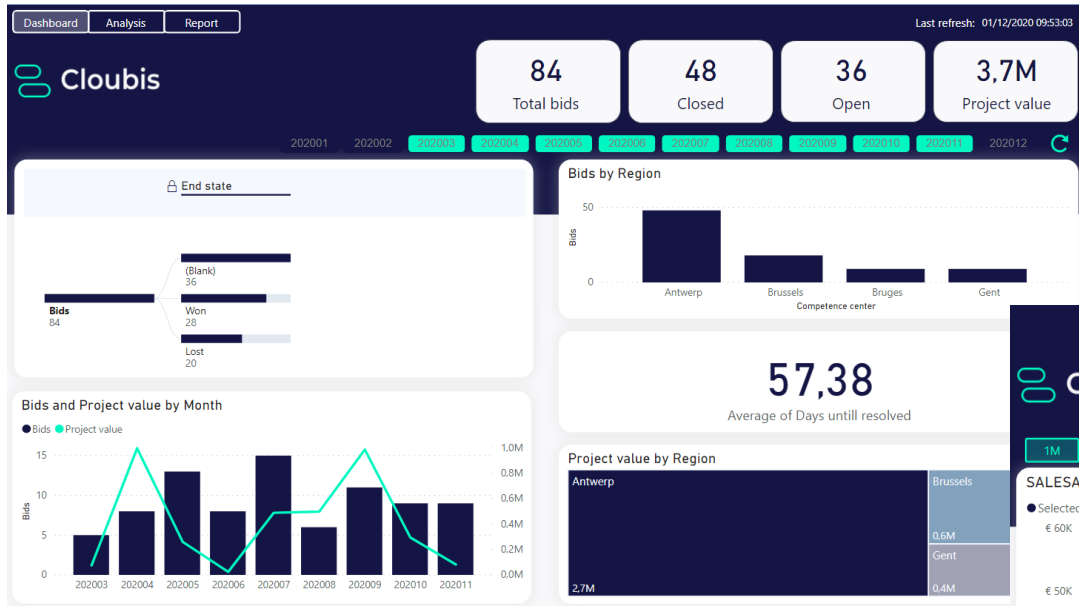 Dashboard Analysis Report
Last refresh: 01/12/2020 09:53:03
Cloubis
84
Total bids
48
Closed
36
Open
3,7M
Project value
202001 202002 202003 202004 202005 202006 202007 202008 202009 202010 202011 202012
End state
(Blank)
36
Bids
84
Won
28
Lost
20
Bids by Region
50
0
Bids
Antwerp Brussels Bruges Gent
Competence center
57,38
Average of Days untill resolved
Bids and Project value by Month
Bids Project value
15
10
5
0
Bids
1,0M
0,8M
0,6M
0,4M
0,2M
0,0M
202003 202004 202005 202006 202007 202008 202009 202010 202011
Project value by Region
Antwerp
2,7M
Brussels
0,6M
Gent
0,4M
C
1M
SALESA
Selected
€ 60K
€ 50K